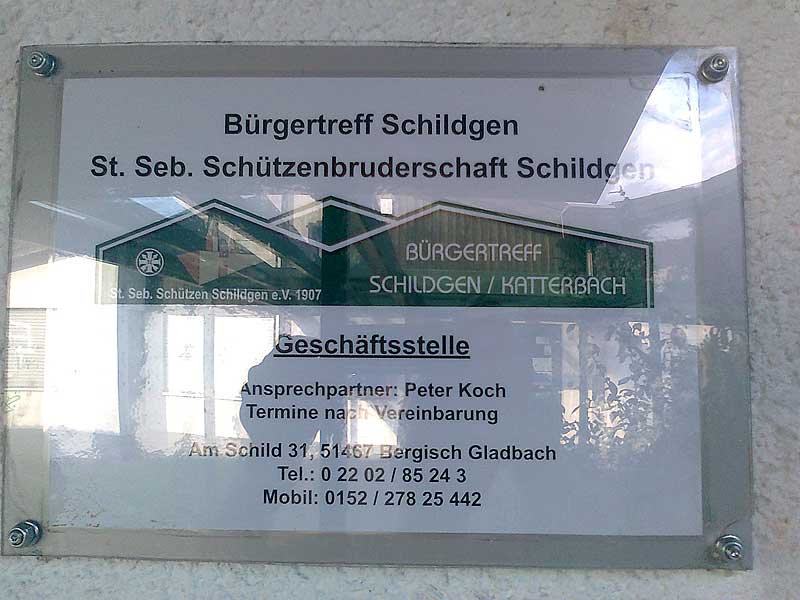 Bürgertreff Schildgen
St. Seb. Schützenbruderschaft Schildgen
BÜRGERTREFF
SCHILDGEN / KATTERBACH
St. Seb. Schützen Schildgen e.V. 1907
Geschäftsstelle
Ansprechpartner: Peter Koch
Termine nach Vereinbarung
Am Schild 31, 51467 Bergisch Gladbach
Tel.: 0 22 02 / 85 24 3
Mobil: 0152 / 278 25 442